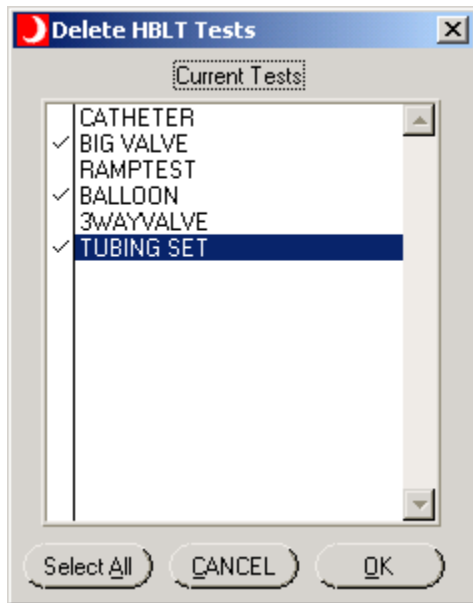 Delete HBLT Tests
Current Tests
CATHETER
BIG VALVE
RAMPTEST
BALLOON
3WAYVALVE
TUBING SET
Select All
CANCEL
OK